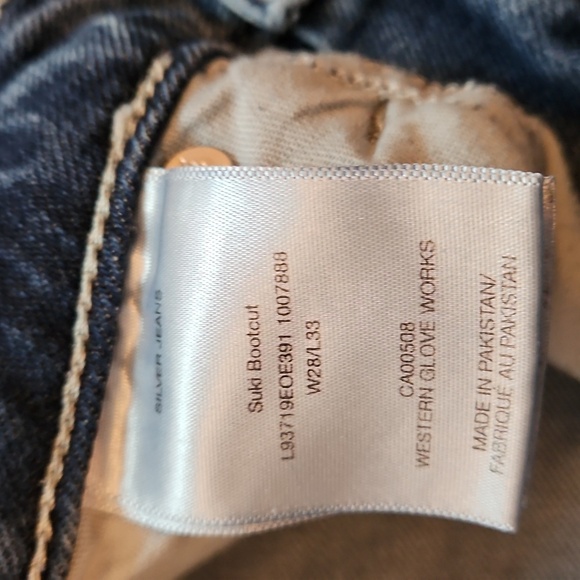 SILVER JEANS
Suki Bootcut
L93719EOE391 1007888
W28/L33
CA00508
WESTERN GLOVE WORKS
MADE IN PAKISTAN/
FABRIQUÉ AU PAKISTAN